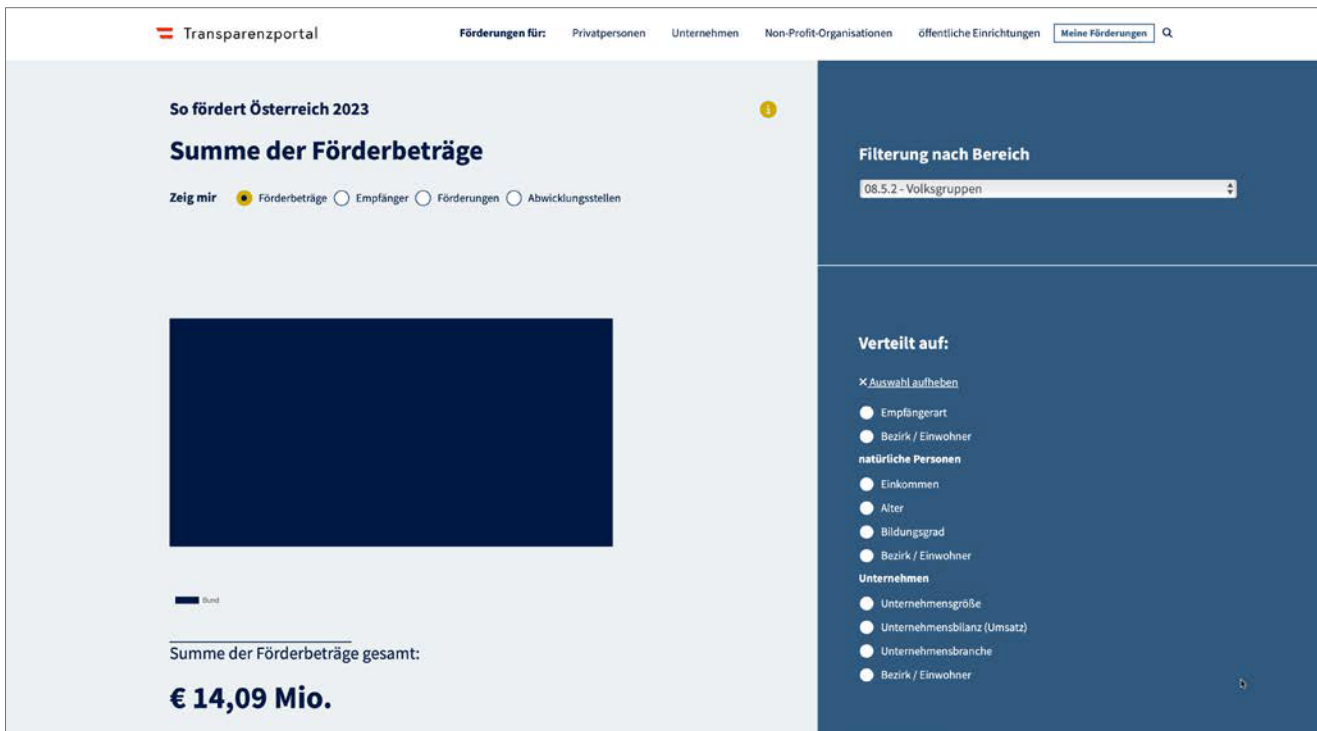 Transparenzportal
Förderungen für: Privatpersonen Unternehmen Non-Profit-Organisationen öffentliche Einrichtungen Meine Förderungen
So fördert Österreich 2023
i
Summe der Förderbeträge
Zeig mir Förderbeträge Empfänger Förderungen Abwicklungsstellen
Bund
Summe der Förderbeträge gesamt:
€ 14,09 Mio.
Filterung nach Bereich
08.5.2 - Volksgruppen
Verteilt auf:
× Auswahl aufheben
Empfängerart
Bezirk / Einwohner
natürliche Personen
Einkommen
Alter
Bildungsgrad
Bezirk / Einwohner
Unternehmen
Unternehmensgröße
Unternehmensbilanz (Umsatz)
Unternehmensbranche
Bezirk / Einwohner